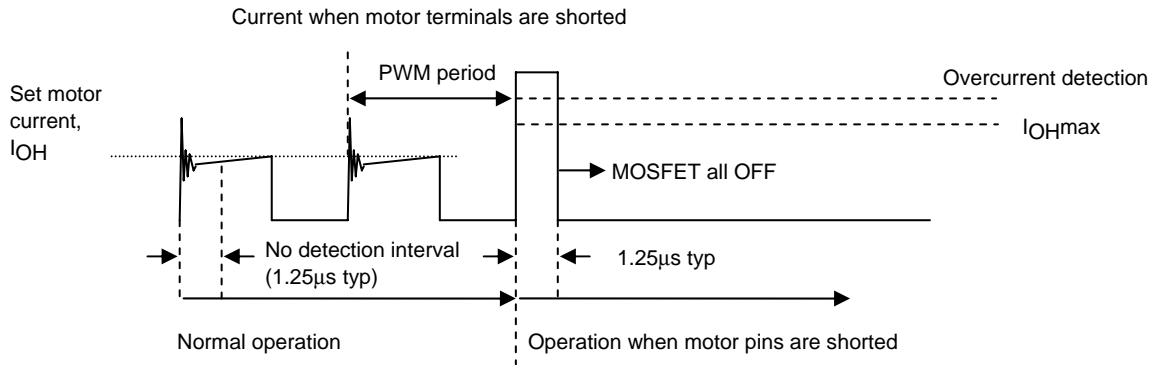 Current when motor terminals are shorted
PWM period
Overcurrent detection
Set motor
current,
IOH
IOHmax
MOSFET all OFF
No detection interval
(1.25μs typ)
1.25μs typ
Normal operation
Operation when motor pins are shorted